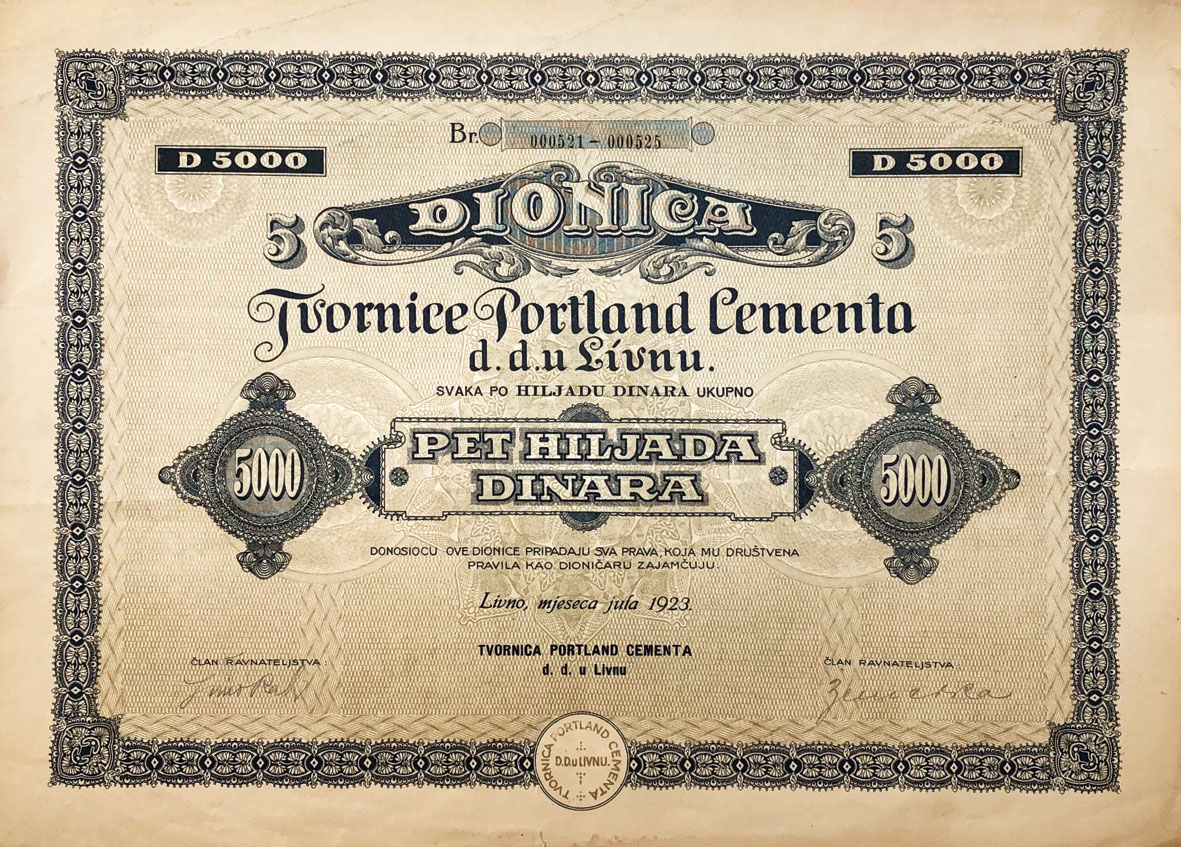 Br. 000521 - 000525
D 5000
D 5000
5 DIONICA 5
Tvornice Portland Cementa
d. d. u Livnu.
SVAKA PO HILJADU DINARA UKUPNO
PET HILJADA
DINARA
5000
5000
DONOSIOCU OVE DIONICE PRIPADAJU SVA PRAVA, KOJA MU DRUŠTVENA
PRAVILA KAO DIONIČARU ZAJAMČUJU.
Livno, mjeseca jula 1923.
TVORNICA PORTLAND CEMENTA
d. d. u Livnu
ČLAN RAVNATELJSTVA:
ČLAN RAVNATELJSTVA:
TVORNICA PORTLAND CEMENTA
D.D.u LIVNU.